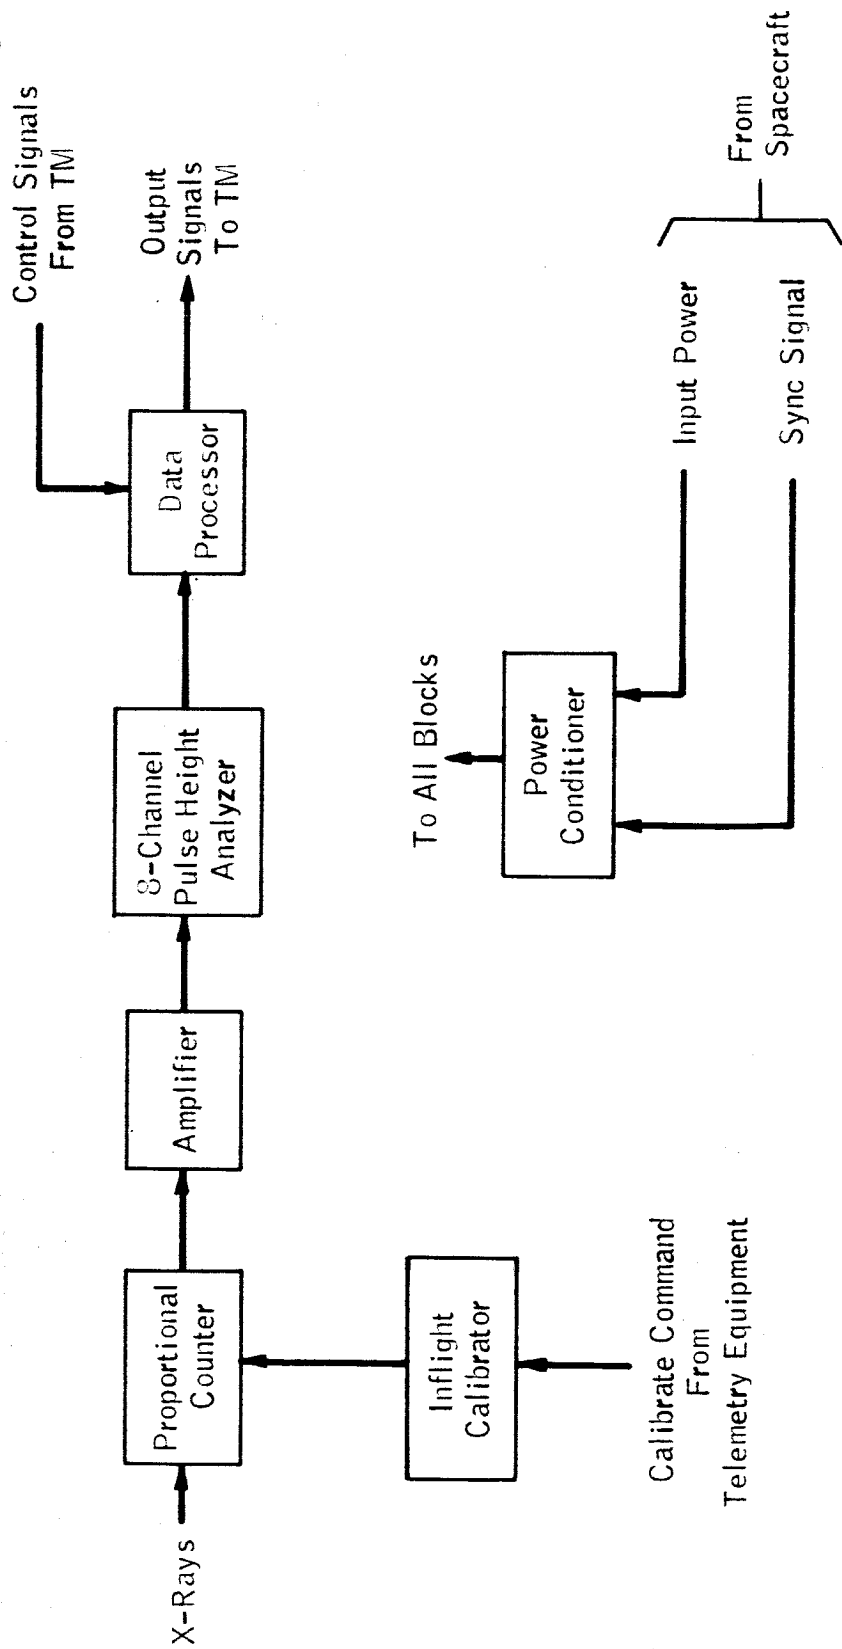 Control Signals
From TM
X-Rays
Proportional
Counter
Amplifier
8-Channel
Pulse Height
Analyzer
Data
Processor
Output
Signals
To TM
Inflight
Calibrator
Calibrate Command
From
Telemetry Equipment
To All Blocks
Power
Conditioner
Input Power
Sync Signal
From
Spacecraft